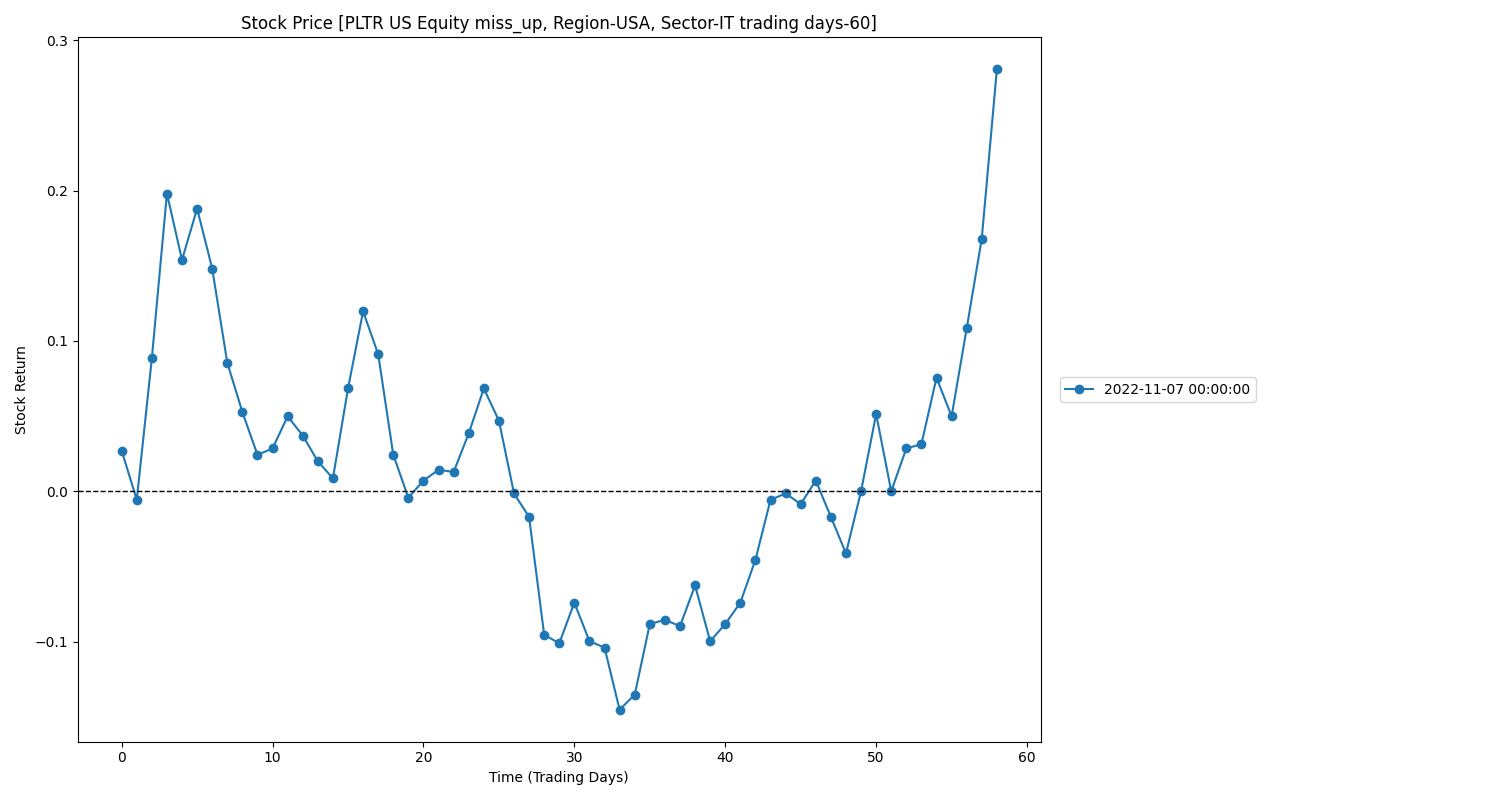 Stock Price [PLTR US Equity miss_up, Region-USA, Sector-IT trading days-60]
0.3
0.2
0.1
0.0
−0.1
Stock Return
0 10 20 30 40 50 60
Time (Trading Days)
2022-11-07 00:00:00